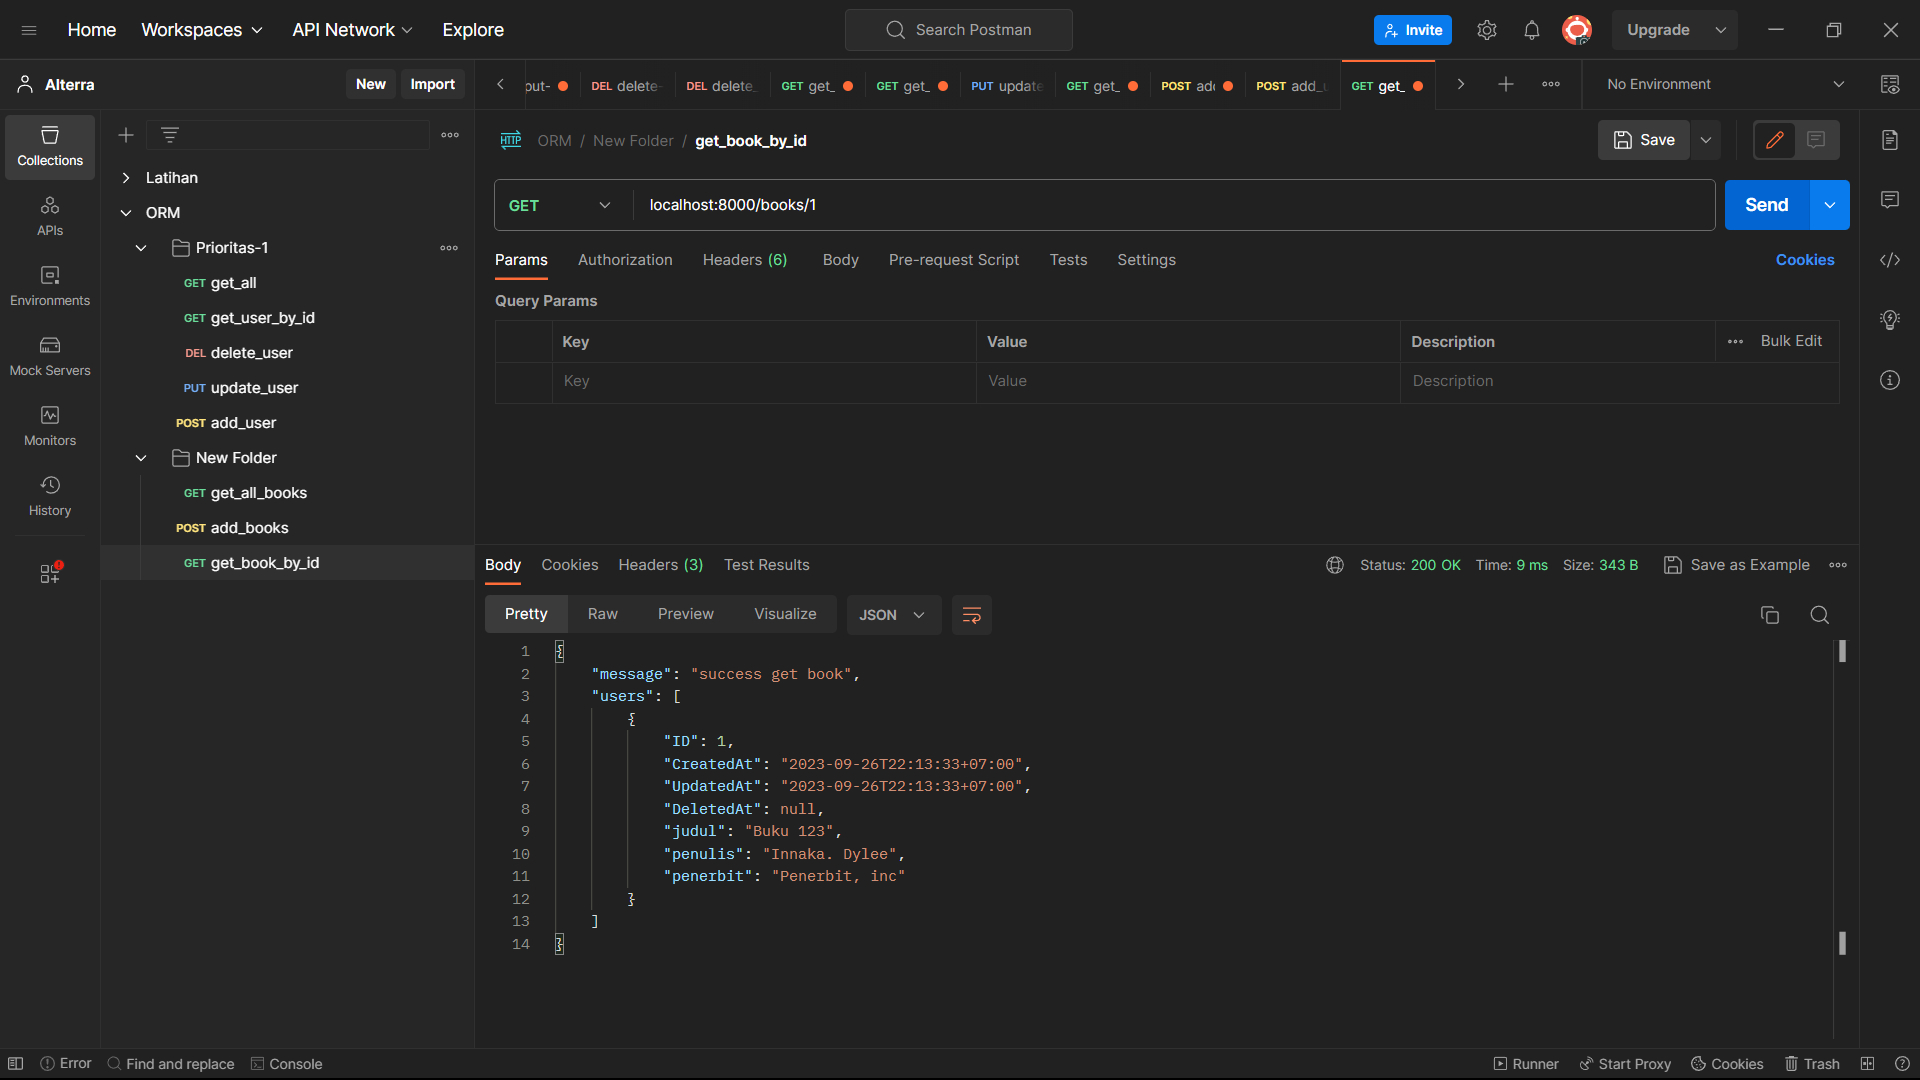 Home Workspaces API Network Explore Search Postman Invite Upgrade
Alterra New Import
put- DEL delete- DEL delete_ GET get_ GET get_ PUT update GET get_ POST add POST add_u GET get_ No Environment
ORM / New Folder / get_book_by_id Save
GET localhost:8000/books/1 Send
Params Authorization Headers (6) Body Pre-request Script Tests Settings Cookies
Query Params
Key Value Description Bulk Edit
Key Value Description
Collections
APIs
Environments
Mock Servers
Monitors
History
Latihan
ORM
Prioritas-1
GET get_all
GET get_user_by_id
DEL delete_user
PUT update_user
POST add_user
New Folder
GET get_all_books
POST add_books
GET get_book_by_id
Body Cookies Headers (3) Test Results Status: 200 OK Time: 9 ms Size: 343 B Save as Example
Pretty Raw Preview Visualize JSON
1 {
2 "message": "success get book",
3 "users": [
4 {
5 "ID": 1,
6 "CreatedAt": "2023-09-26T22:13:33+07:00",
7 "UpdatedAt": "2023-09-26T22:13:33+07:00",
8 "DeletedAt": null,
9 "judul": "Buku 123",
10 "penulis": "Innaka. Dylee",
11 "penerbit": "Penerbit, inc"
12 }
13 ]
14 }
Error Find and replace Console Runner Start Proxy Cookies Trash